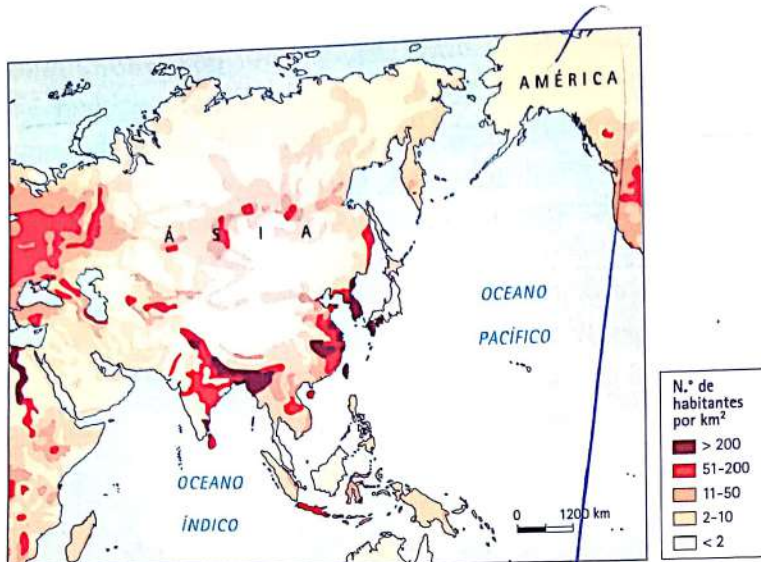 AMÉRICA
Á S I A
OCEANO
PACÍFICO
OCEANO
ÍNDICO
0 1200 km
N.° de
habitantes
por km²
> 200
51-200
11-50
2-10
< 2